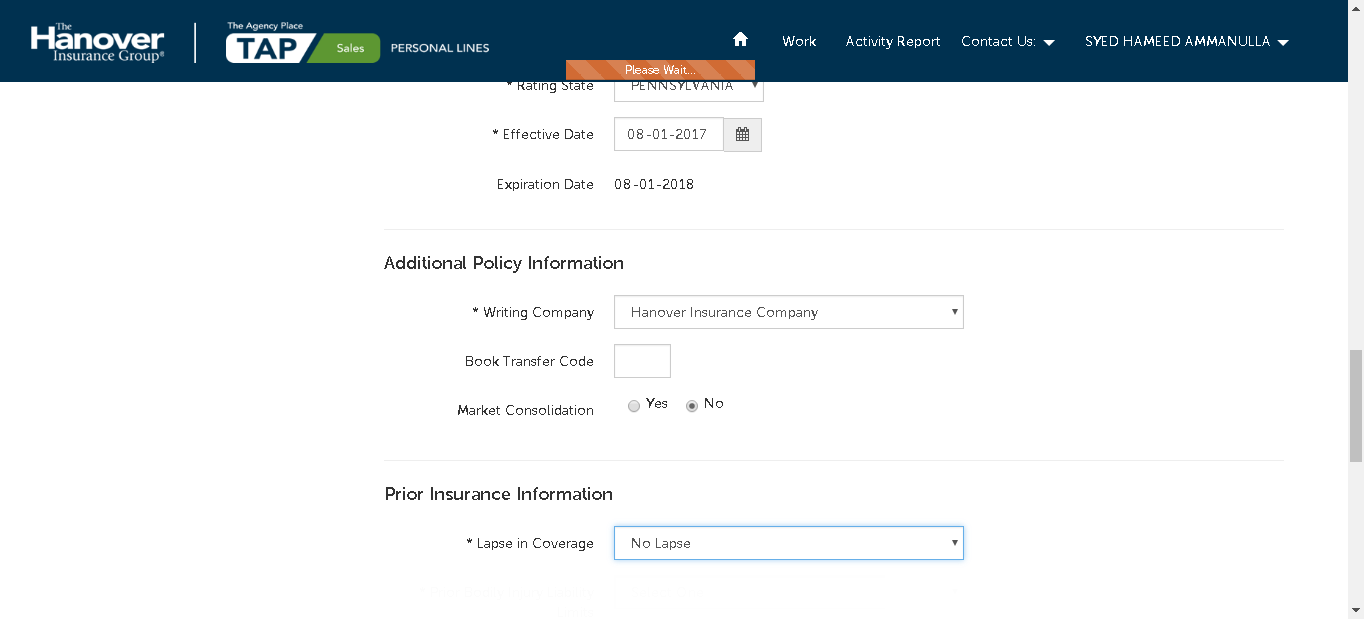 The
Hanover
Insurance Group®
The Agency Place
TAP Sales PERSONAL LINES
Work Activity Report Contact Us: SYED HAMEED AMMANULLA
Please Wait...
* Rating State PENNSYLVANIA
* Effective Date 08-01-2017
Expiration Date 08-01-2018
Additional Policy Information
* Writing Company Hanover Insurance Company
Book Transfer Code
Market Consolidation Yes No
Prior Insurance Information
* Lapse in Coverage No Lapse